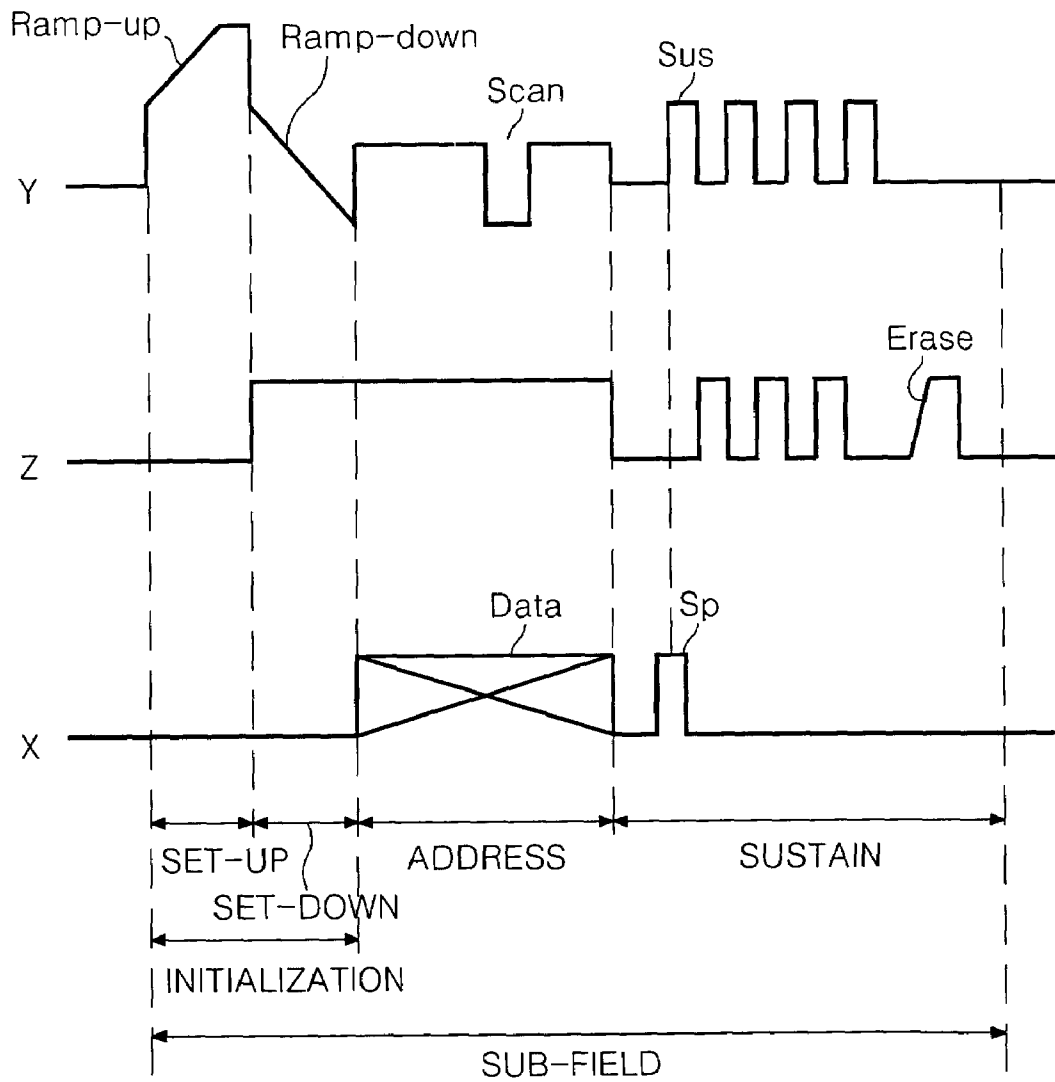 Ramp-up
Ramp-down
Sus
Scan
Y
Erase
Z
Data
Sp
X
SET-UP
ADDRESS
SUSTAIN
SET-DOWN
INITIALIZATION
SUB-FIELD